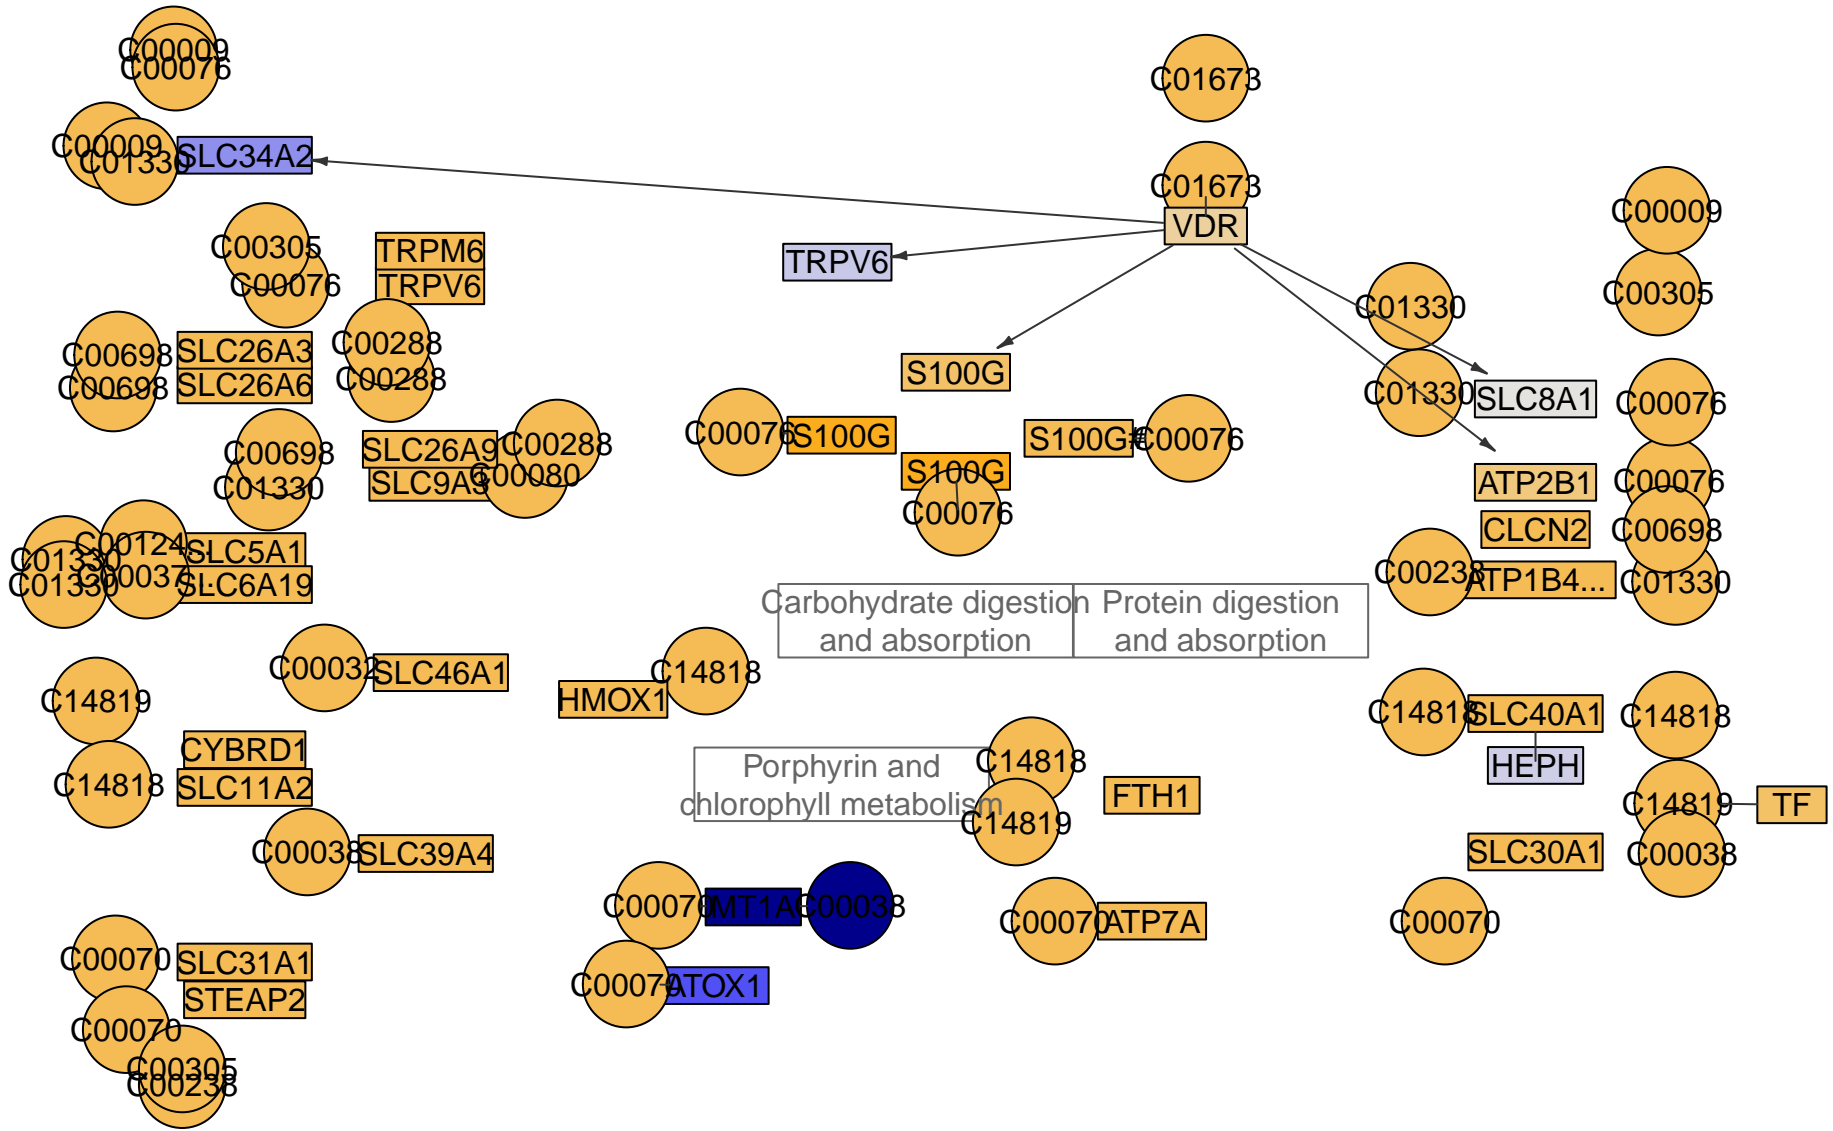 C00009
C00076
C01673
C00009
C01330
SLC34A2
C01673
VDR
C00009
C00305
C00076
TRPM6
TRPV6
TRPV6
C01330
C00305
C00698
C00698
SLC26A3
SLC26A6
C00288
C00288
S100G
C01330
SLC8A1
C00076
C00698
C01330
SLC26A9
SLC9A3
C00288
C00080
C00076
S100G
S100G#
C00076
S100G
C00076
ATP2B1
C00076
CLCN2
C00698
C01330
C01330
C00124...
C00037...
SLC5A1
SLC6A19
C00238
ATP1B4...
C01330
Carbohydrate digestion
and absorption
Protein digestion
and absorption
C00032
SLC46A1
HMOX1
C14818
C14819
C14818
SLC40A1
HEPH
C14818
CYBRD1
SLC11A2
C14818
Porphyrin and
chlorophyll metabolism
C14818
C14819
FTH1
C14819
TF
C00038
SLC39A4
SLC30A1
C00038
C00070
MT1A
C00038
C00070
ATP7A
C00070
C00070
SLC31A1
STEAP2
C00070
ATOX1
C00070
C00305
C00238